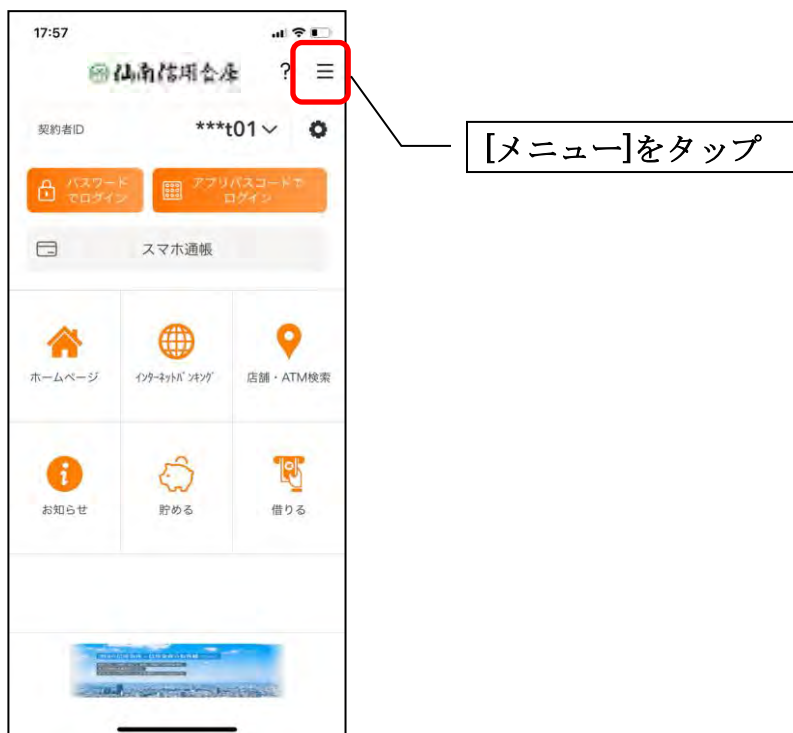 17:57
仙南信用金庫
?
契約者ID
***t01
パスワード
でログイン
アプリパスコードで
ログイン
スマホ通帳
ホームページ
ｲﾝﾀｰﾈｯﾄﾊﾞﾝｷﾝｸﾞ
店舗・ATM検索
お知らせ
貯める
借りる
[メニュー]をタップ